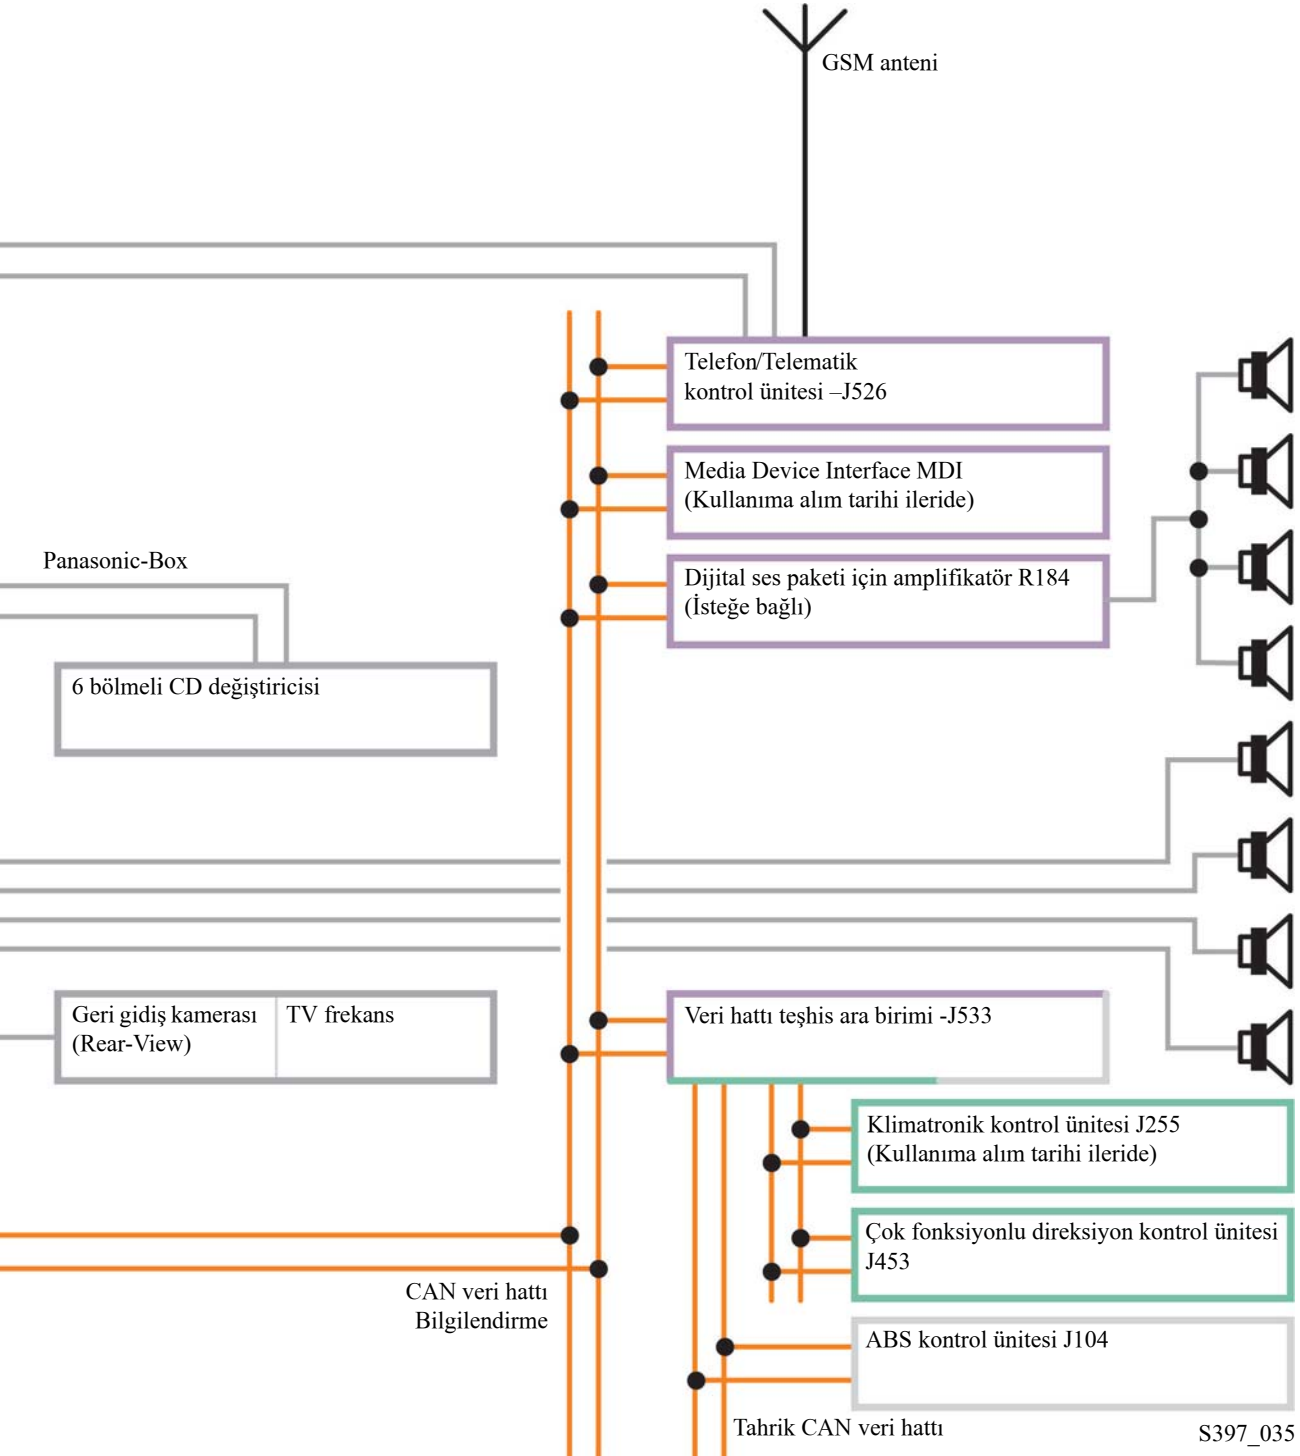 GSM anteni
Telefon/Telematik
kontrol ünitesi –J526
Media Device Interface MDI
(Kullanıma alım tarihi ileride)
Panasonic-Box
Dijital ses paketi için amplifikatör R184
(İsteğe bağlı)
6 bölmeli CD değiştiricisi
Geri gidiş kamerası
(Rear-View)
TV frekans
Veri hattı teşhis ara birimi -J533
Klimatronik kontrol ünitesi J255
(Kullanıma alım tarihi ileride)
Çok fonksiyonlu direksiyon kontrol ünitesi
J453
CAN veri hattı
Bilgilendirme
ABS kontrol ünitesi J104
Tahrik CAN veri hattı
S397_035